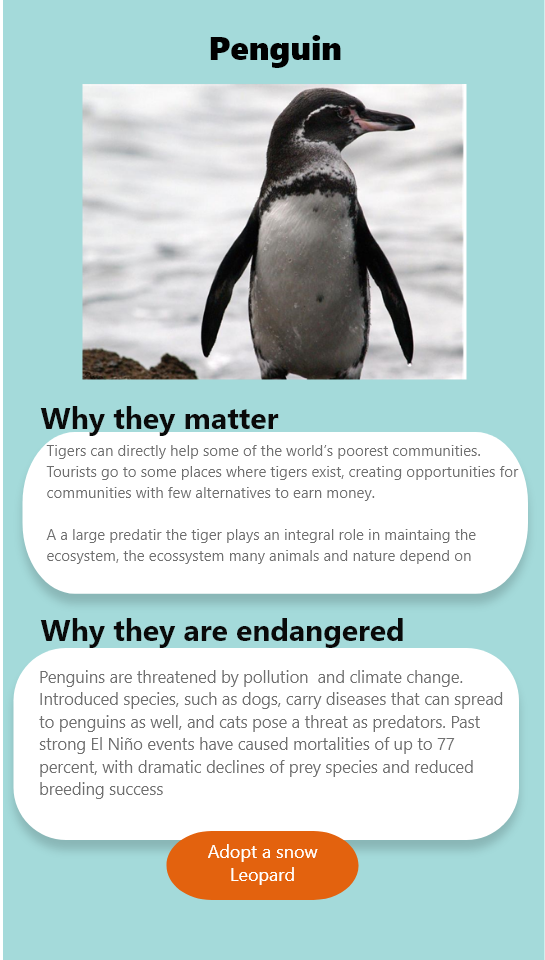 Penguin
Why they matter
Tigers can directly help some of the world’s poorest communities.
Tourists go to some places where tigers exist, creating opportunities for
communities with few alternatives to earn money.
A a large predatir the tiger plays an integral role in maintaing the
ecosystem, the ecossystem many animals and nature depend on
Why they are endangered
Penguins are threatened by pollution  and climate change.
Introduced species, such as dogs, carry diseases that can spread
to penguins as well, and cats pose a threat as predators. Past
strong El Niño events have caused mortalities of up to 77
percent, with dramatic declines of prey species and reduced
breeding success
Adopt a snow
Leopard